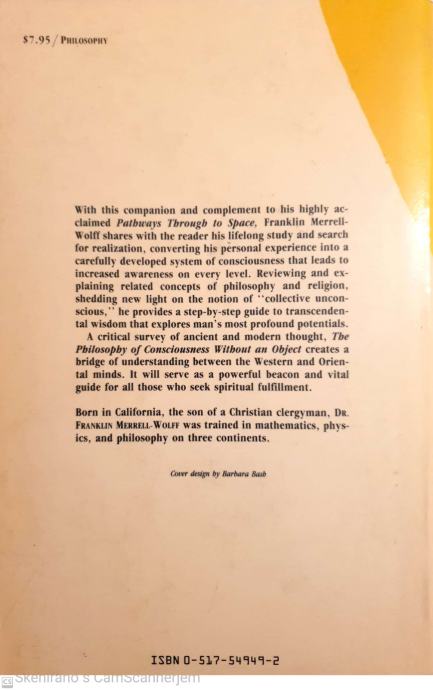 $7.95/PHILOSOPHY
With this companion and complement to his highly ac-
claimed Pathways Through to Space, Franklin Merrell-
Wolff shares with the reader his lifelong study and search
for realization, converting his personal experience into a
carefully developed system of consciousness that leads to
increased awareness on every level. Reviewing and ex-
plaining related concepts of philosophy and religion,
shedding new light on the notion of "collective uncon-
scious," he provides a step-by-step guide to transcenden-
tal wisdom that explores man's most profound potentials.
A critical survey of ancient and modern thought, The
Philosophy of Consciousness Without an Object creates a
bridge of understanding between the Western and Orien-
tal minds. It will serve as a powerful beacon and vital
guide for all those who seek spiritual fulfillment.
Born in California, the son of a Christian clergyman, DR.
FRANKLIN MERRELL-WOLFF was trained in mathematics, phys-
ics, and philosophy on three continents.
Cover design by Barbara Bash
ISBN 0-517-54949-2
CS Skenirano s CamScannerjem